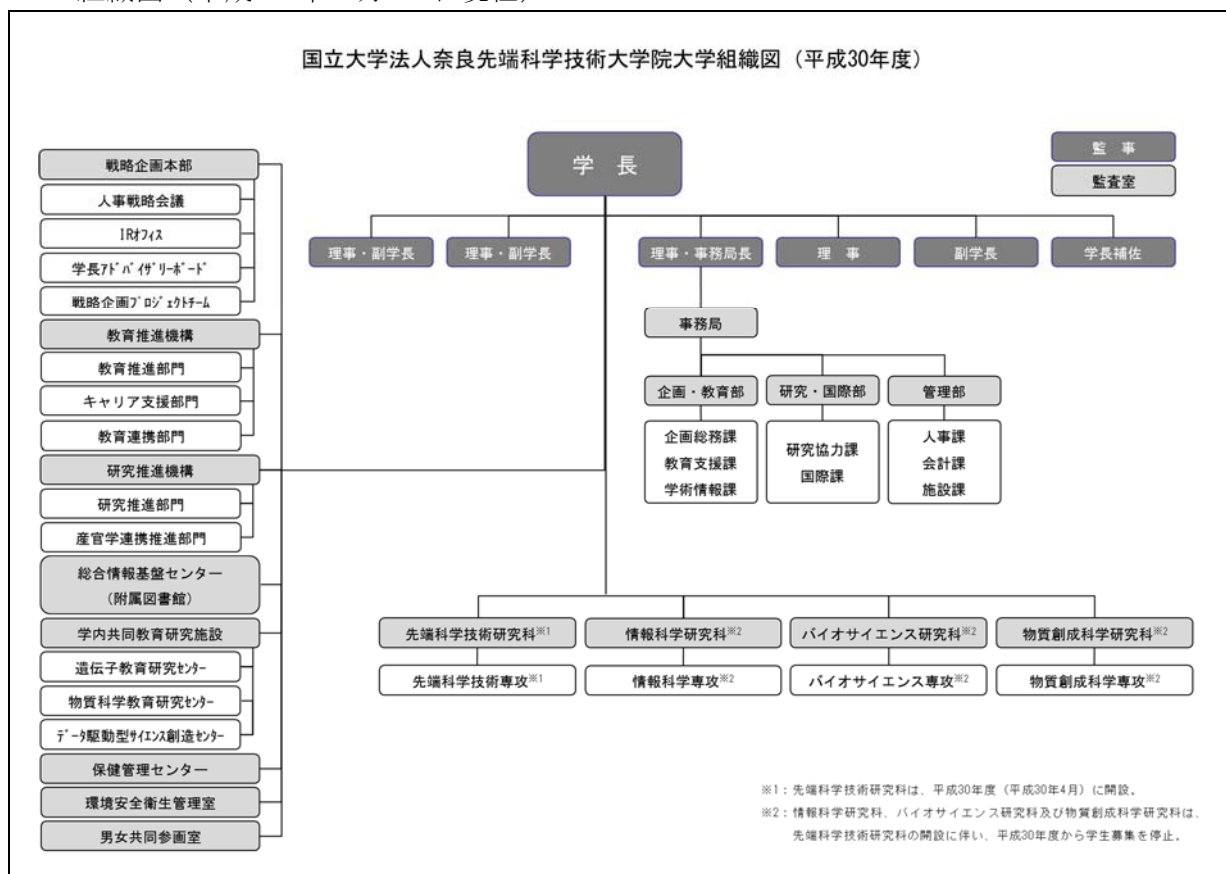 国立大学法人奈良先端科学技術大学院大学組織図（平成30年度）
学　長
監　事
監査室
理事・副学長
理事・副学長
理事・事務局長
理　事
副学長
学長補佐
事務局
企画・教育部
研究・国際部
管理部
企画総務課
教育支援課
学術情報課
研究協力課
国際課
人事課
会計課
施設課
戦略企画本部
人事戦略会議
IRｵﾌｨｽ
学長ｱﾄﾞﾊﾞｲｻﾞﾘｰﾎﾞｰﾄﾞ
戦略企画ﾌﾟﾛｼﾞｪｸﾄﾁｰﾑ
教育推進機構
教育推進部門
キャリア支援部門
教育連携部門
研究推進機構
研究推進部門
産官学連携推進部門
総合情報基盤センター
（附属図書館）
学内共同教育研究施設
遺伝子教育研究ｾﾝﾀｰ
物質科学教育研究ｾﾝﾀｰ
ﾃﾞｰﾀ駆動型ｻｲｴﾝｽ創造ｾﾝﾀｰ
保健管理センター
環境安全衛生管理室
男女共同参画室
先端科学技術研究科※1
情報科学研究科※2
バイオサイエンス研究科※2
物質創成科学研究科※2
先端科学技術専攻※1
情報科学専攻※2
バイオサイエンス専攻※2
物質創成科学専攻※2
※1：先端科学技術研究科は、平成30年度（平成30年4月）に開設。
※2：情報科学研究科、バイオサイエンス研究科及び物質創成科学研究科は、
先端科学技術研究科の開設に伴い、平成30年度から学生募集を停止。